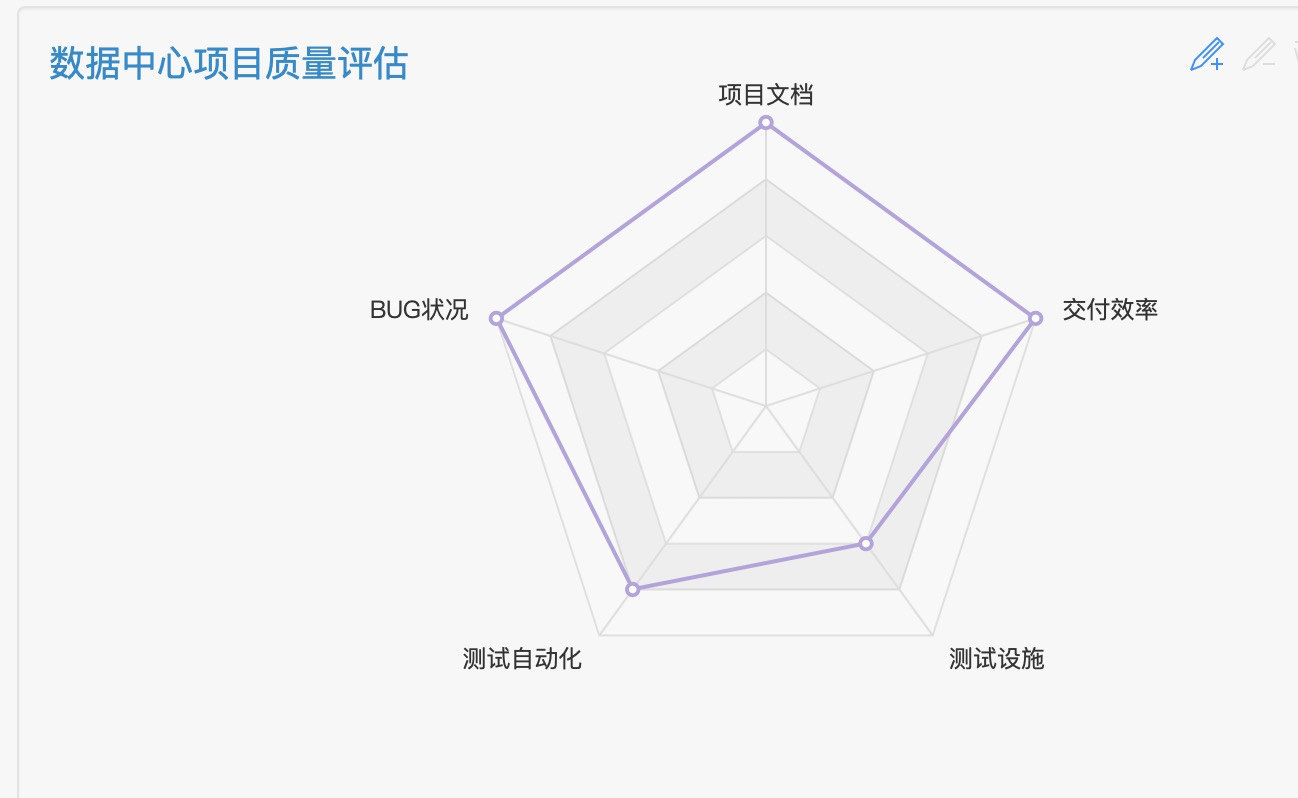 数据中心项目质量评估
项目文档
BUG状况
交付效率
测试自动化
测试设施